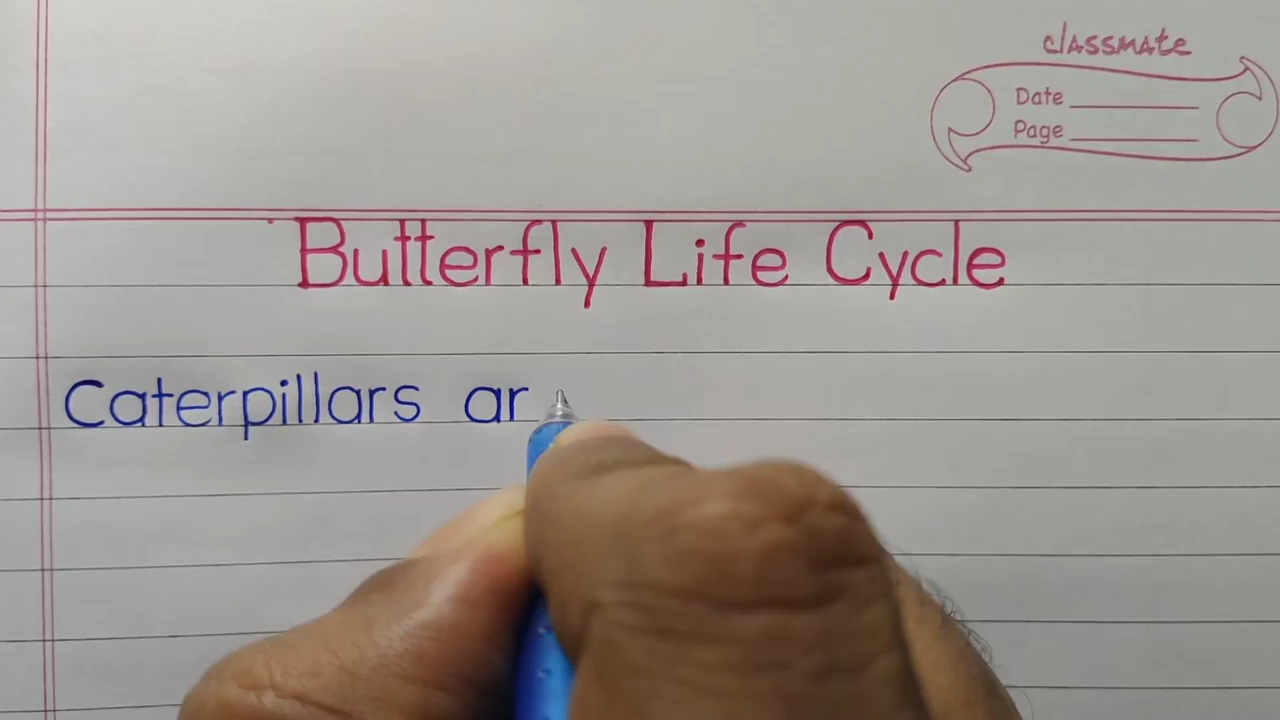 classmate
Date
Page
Butterfly Life Cycle
Caterpillars ar